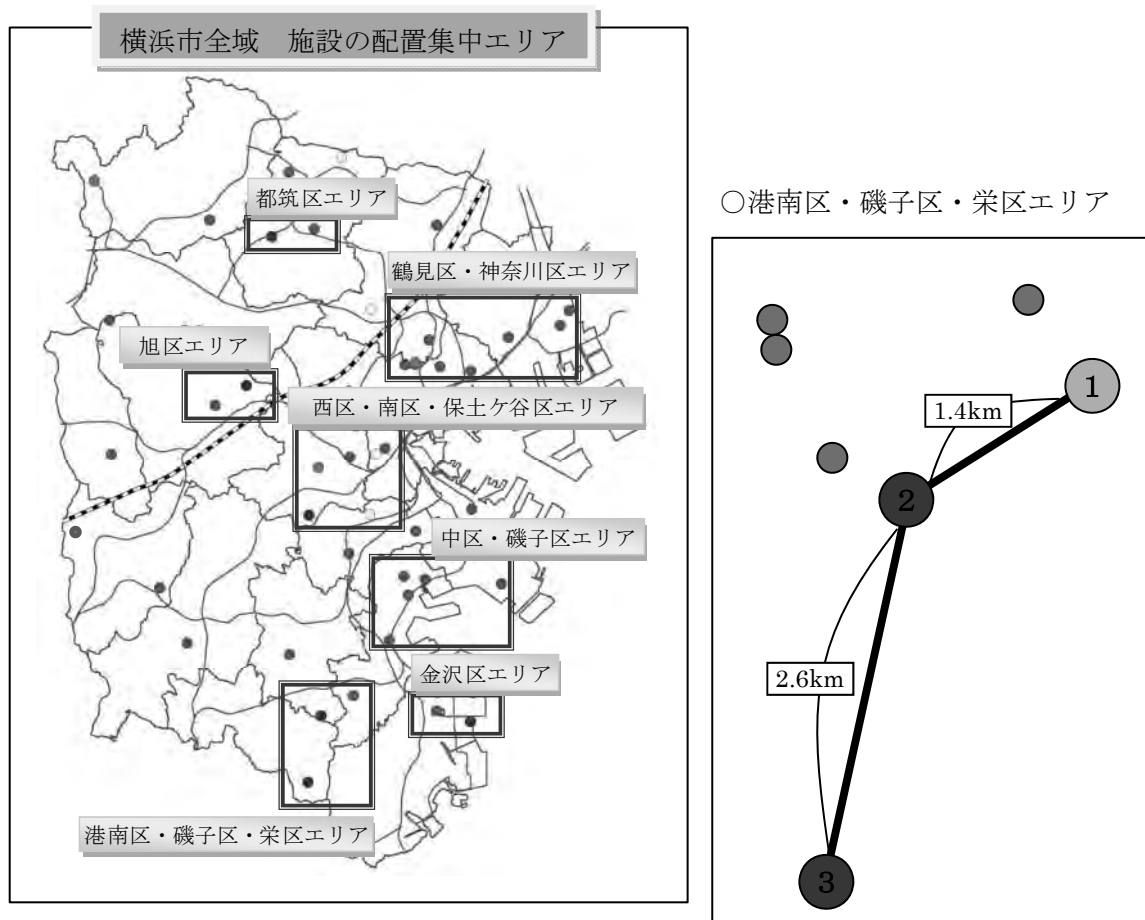 横浜市全域　施設の配置集中エリア
都筑区エリア
鶴見区・神奈川区エリア
旭区エリア
西区・南区・保土ケ谷区エリア
中区・磯子区エリア
金沢区エリア
港南区・磯子区・栄区エリア
○港南区・磯子区・栄区エリア
1
1.4km
2
2.6km
3